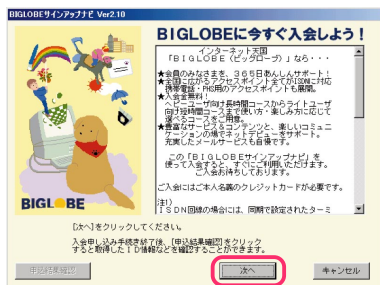 BIGLOBEサインアップナビ Ver2.10
BIGLOBEに今すぐ入会しよう！
インターネット天国
「BIGLOBE（ビッグローブ）」なら・・・
★会員のみなさまを、３６５日あんしんサポート！
★全国に広がるアクセスポイント全てがISDNに対応
携帯電話・PHS用のアクセスポイントも展開。
★入会金無料！
ヘビーユーザ向け長時間コースからライトユーザ
向け短時間コースまで使い方・楽しみ方に応じて
選べるコースをご用意。
★豊富なサービス＆コンテンツと、楽しいコミュニ
ケーションの場でネットデビューをサポート。
充実したメールサービスも自慢です。
この「BIGLOBEサインアップナビ」を
使って入会すると、すぐにご利用いただけます。
ご入会お待ちしております。
ご入会にはご本人名義のクレジットカードが必要です。
注1)
ISDN回線の場合には、同期で設定されたターミ
BIGLOBE
[次へ]をクリックしてください。
入会申し込み手続き終了後、[申込結果確認]をクリック
すると取得したＩＤ情報などを確認することができます。
申込結果確認
次へ
キャンセル